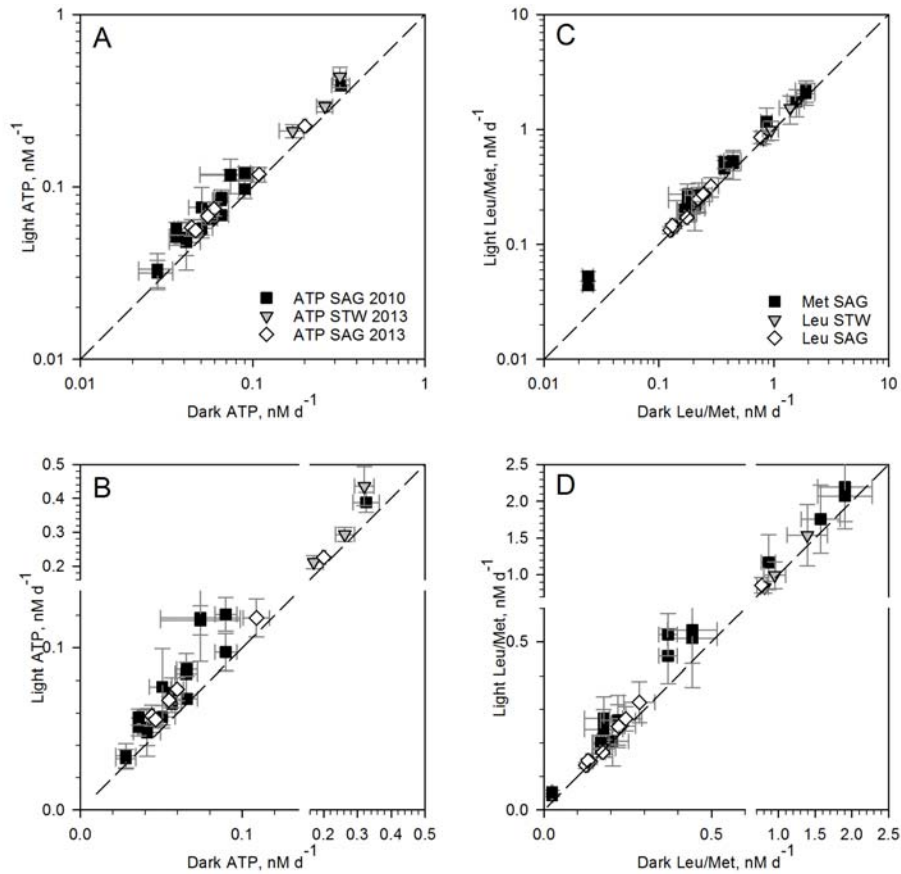 A
1
0.1
0.01
Light ATP, nM d⁻¹
ATP SAG 2010
ATP STW 2013
ATP SAG 2013
0.01
0.1
1
Dark ATP, nM d⁻¹
C
10
1
0.1
0.01
Light Leu/Met, nM d⁻¹
Met SAG
Leu STW
Leu SAG
0.01
0.1
1
10
Dark Leu/Met, nM d⁻¹
B
0.5
0.4
0.3
0.2
0.1
0.0
Light ATP, nM d⁻¹
0.0
0.1
0.2
0.3
0.4
0.5
Dark ATP, nM d⁻¹
D
2.5
2.0
1.5
1.0
0.5
0.0
Light Leu/Met, nM d⁻¹
0.0
0.5
1.0
1.5
2.0
2.5
Dark Leu/Met, nM d⁻¹